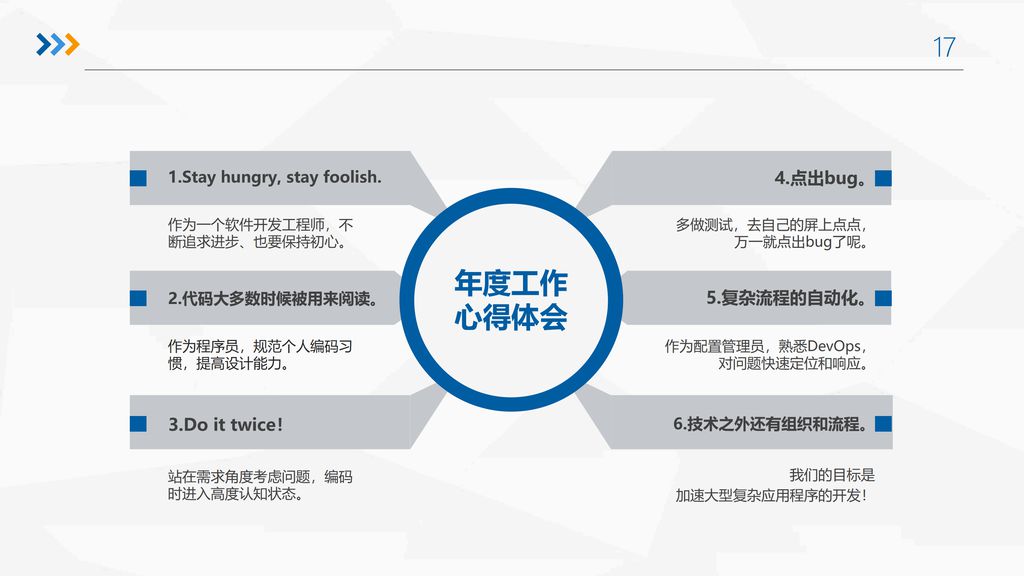 17
1.Stay hungry, stay foolish.
作为一个软件开发工程师，不
断追求进步、也要保持初心。
2.代码大多数时候被用来阅读。
作为程序员，规范个人编码习
惯，提高设计能力。
3.Do it twice！
站在需求角度考虑问题，编码
时进入高度认知状态。
年度工作
心得体会
4.点出bug。
多做测试，去自己的屏上点点，
万一就点出bug了呢。
5.复杂流程的自动化。
作为配置管理员，熟悉DevOps，
对问题快速定位和响应。
6.技术之外还有组织和流程。
我们的目标是
加速大型复杂应用程序的开发！